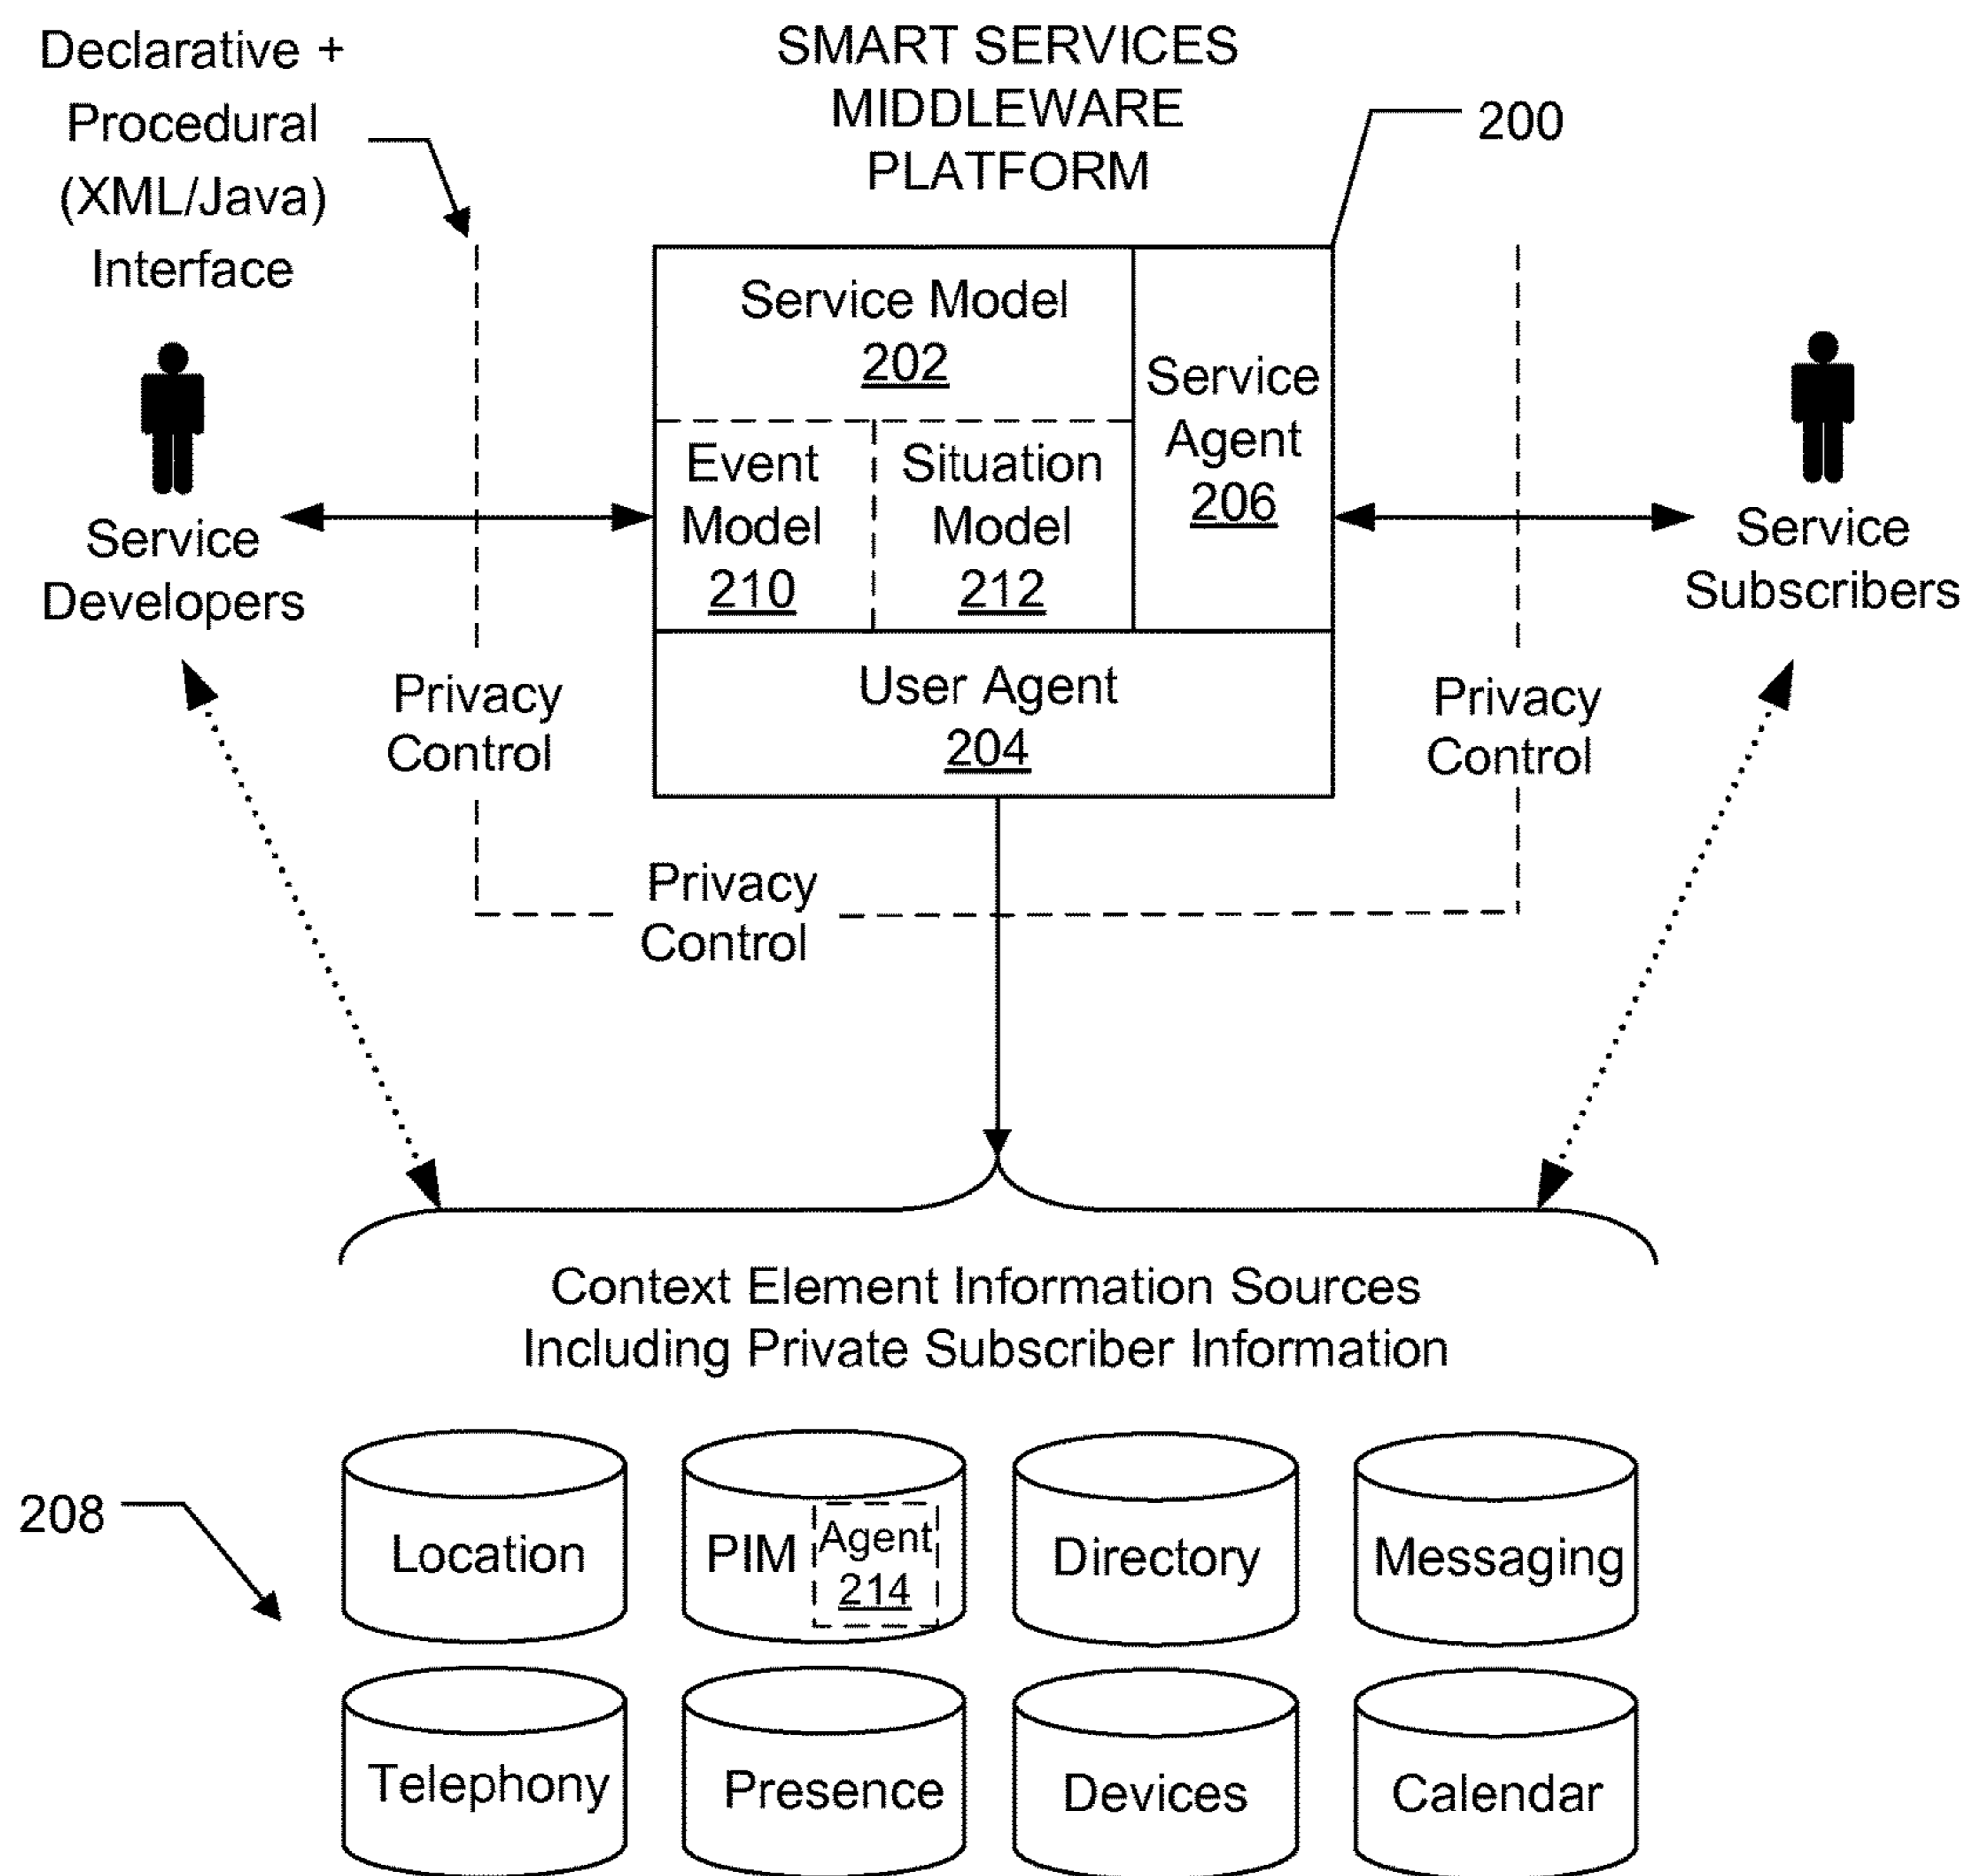 Declarative +
Procedural
(XML/Java)
Interface
SMART SERVICES
MIDDLEWARE
PLATFORM
200
Service Model
202
Service
Agent
206
Event
Model
210
Situation
Model
212
User Agent
204
Service
Developers
Service
Subscribers
Privacy
Control
Privacy
Control
Privacy
Control
Context Element Information Sources
Including Private Subscriber Information
208
Location
PIM
Agent
214
Directory
Messaging
Telephony
Presence
Devices
Calendar